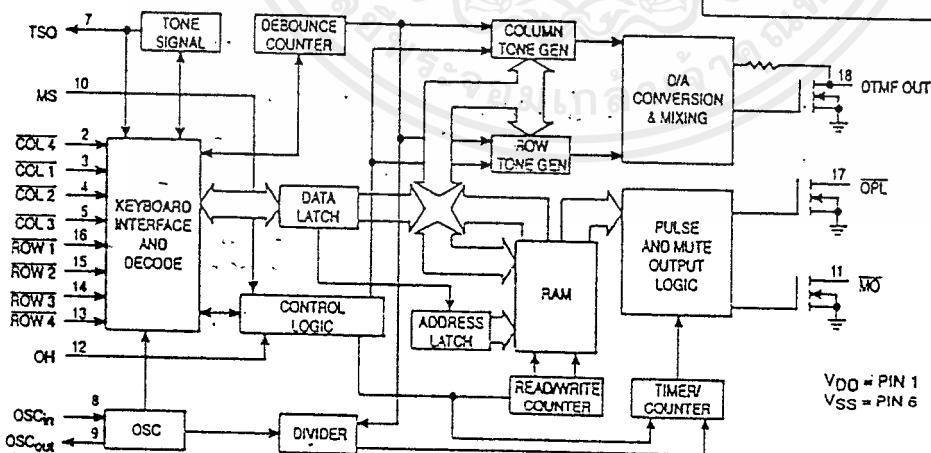 TSO 7
TONE SIGNAL
DEBOUNCE COUNTER
COLUMN TONE GEN
D/A CONVERSION & MIXING
18 DTMF OUT
MS 10
COL 4 2
COL 1 3
COL 2 4
COL 3 5
ROW 1 16
ROW 2 15
ROW 3 14
ROW 4 13
KEYBOARD INTERFACE AND DECODE
DATA LATCH
ROW TONE GEN
17 OPL
PULSE AND MUTE OUTPUT LOGIC
RAM
11 MO
CONTROL LOGIC
ADDRESS LATCH
OH 12
READ/WRITE COUNTER
TIMER/ COUNTER
VDD = PIN 1
VSS = PIN 6
OSCin 8
OSCout 9
OSC
DIVIDER